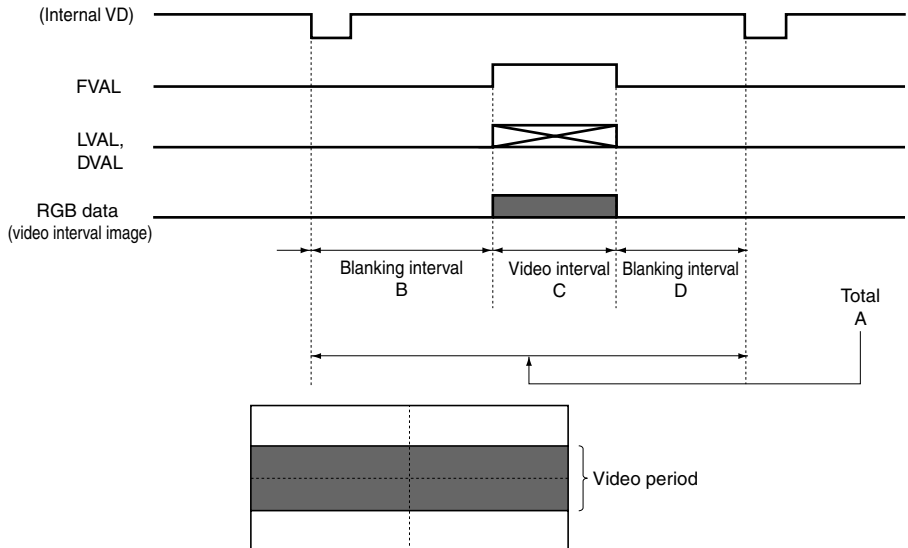 (Internal VD)
FVAL
LVAL,
DVAL
RGB data
(video interval image)
Blanking interval
B
Video interval
C
Blanking interval
D
Total
A
Video period